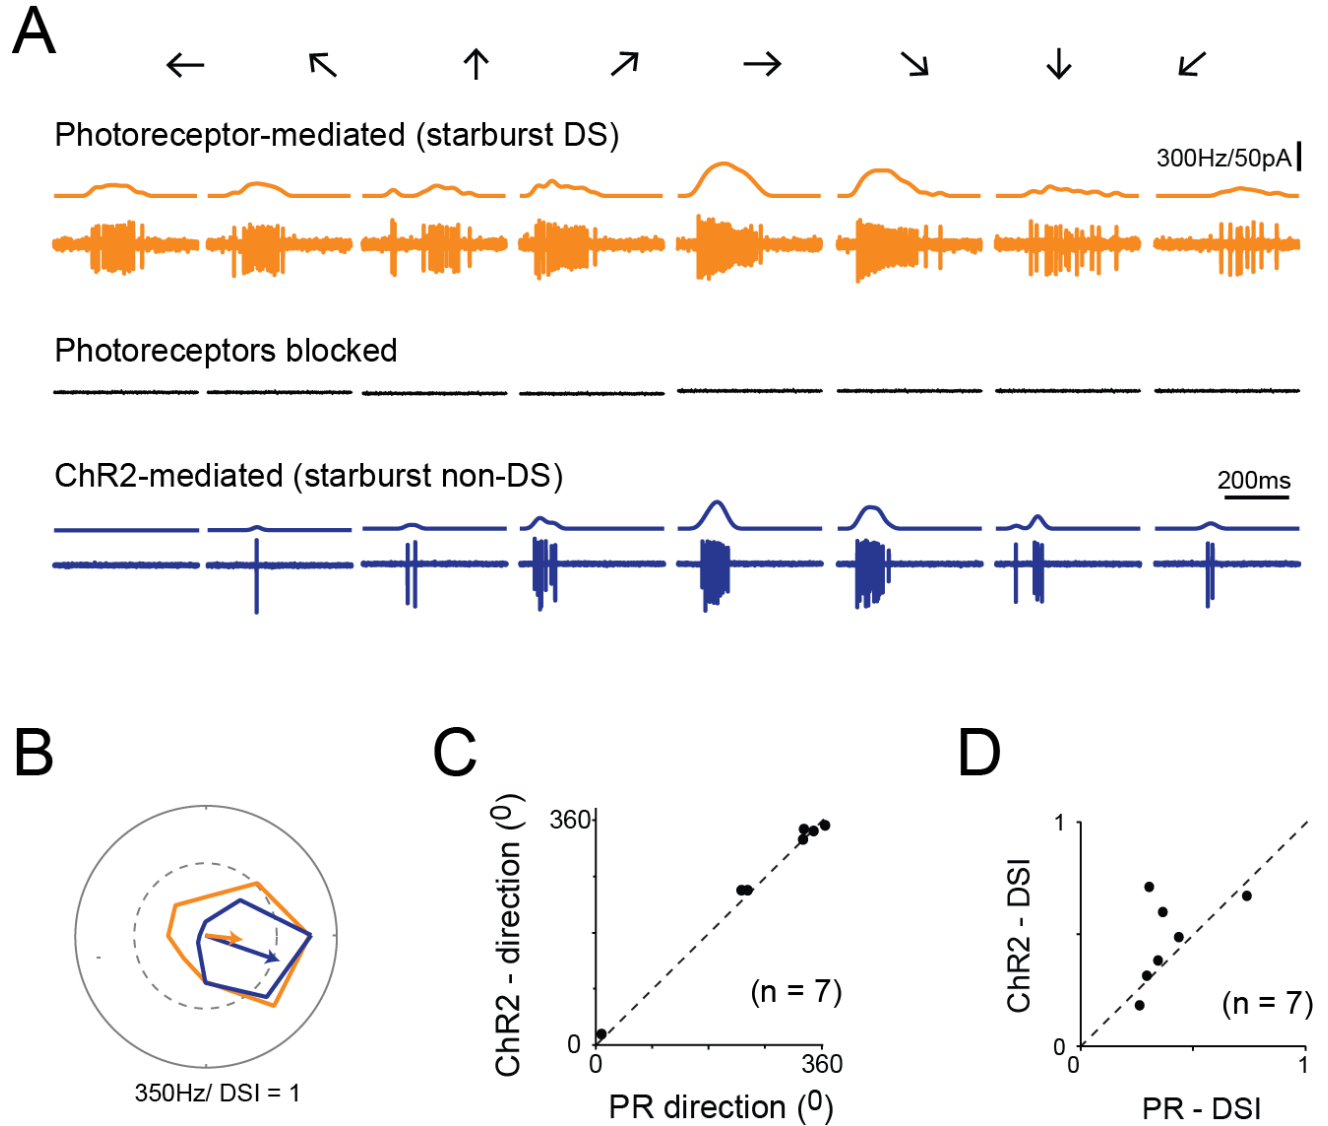 A
Photoreceptor-mediated (starburst DS)
300Hz/50pA
Photoreceptors blocked
ChR2-mediated (starburst non-DS)
200ms
B
350Hz/ DSI = 1
C
ChR2 - direction (⁰)
360
0
0
360
(n = 7)
PR direction (⁰)
D
ChR2 - DSI
1
0
0
1
(n = 7)
PR - DSI